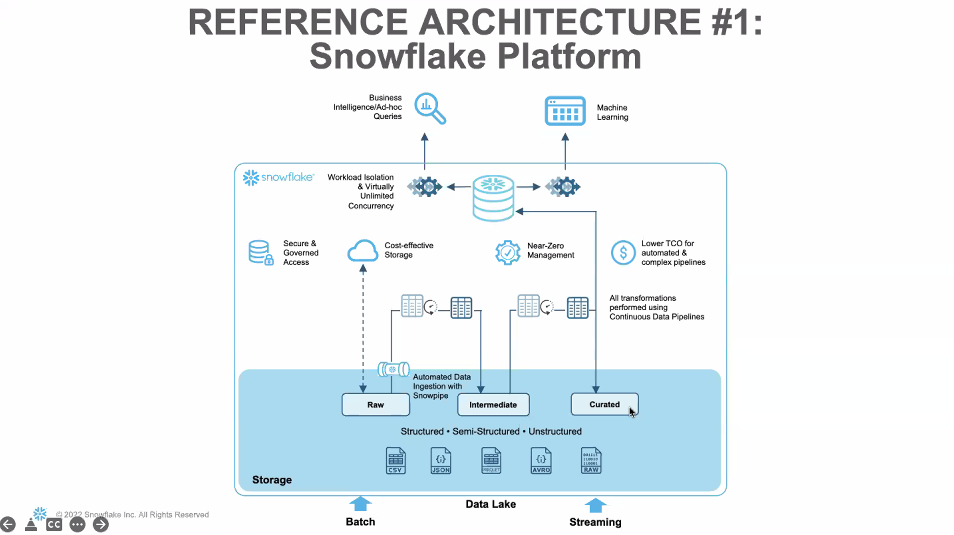 REFERENCE ARCHITECTURE #1:
Snowflake Platform
Business
Intelligence/Ad-hoc
Queries
Machine
Learning
snowflake®
Workload Isolation
& Virtually
Unlimited
Concurrency
Secure &
Governed
Access
Cost-effective
Storage
Near-Zero
Management
$
Lower TCO for
automated &
complex pipelines
All transformations
performed using
Continuous Data Pipelines
Automated Data
Ingestion with
Snowpipe
Raw
Intermediate
Curated
Structured • Semi-Structured • Unstructured
CSV
{} JSON
{} AVRO
RAW
Storage
Data Lake
Batch
Streaming
© 2022 Snowflake Inc. All Rights Reserved
CC